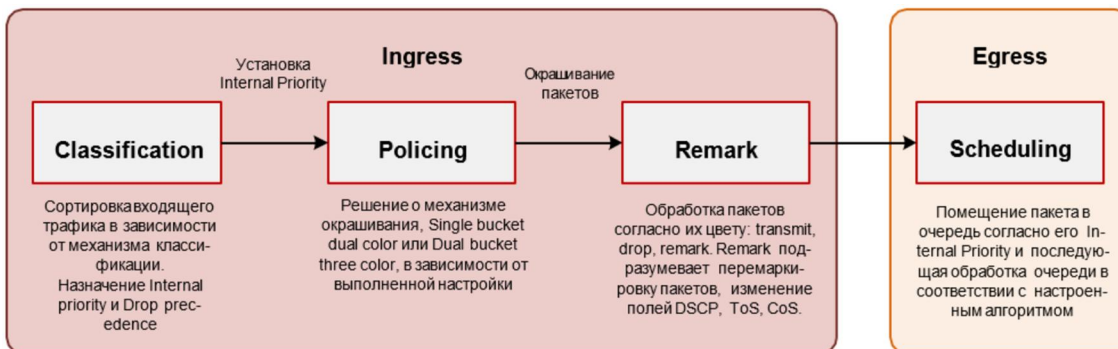 Ingress
Egress
Установка
Internal Priority
Окрашивание
пакетов
Classification
Policing
Remark
Scheduling
Сортировка входящего
трафика в зависимости
от механизма класси-
фикации.
Назначение Internal
priority и Drop prec-
edence
Решение о механизме
окрашивания, Single bucket
dual color или Dual bucket
three color, в зависимости от
выполненной настройки
Обработка пакетов
согласно их цвету: transmit,
drop, remark. Remark под-
разумевает перемарки-
ровку пакетов, изменение
полей DSCP, ToS, CoS.
Помещение пакета в
очередь согласно его In-
ternal Priority и последую-
щая обработка очереди в
соответствии с настроен-
ным алгоритмом